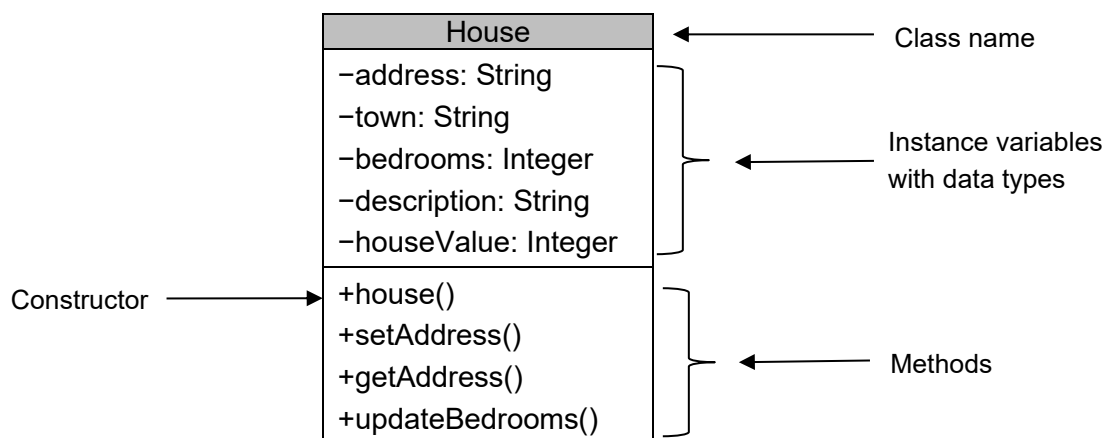 House
Class name
−address: String
−town: String
−bedrooms: Integer
−description: String
−houseValue: Integer
Instance variables
with data types
Constructor
+house()
+setAddress()
+getAddress()
+updateBedrooms()
Methods